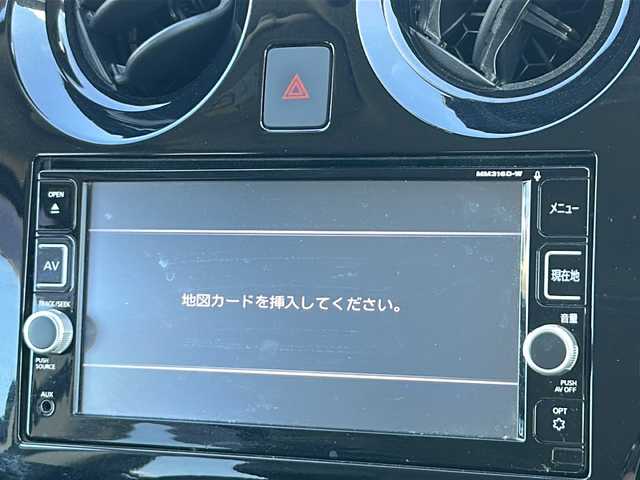 MM316D-W
OPEN
メニュー
AV
現在地
TRACK/SEEK
地図カードを挿入してください。
音量
PUSH
SOURCE
PUSH
AV OFF
AUX
OPT